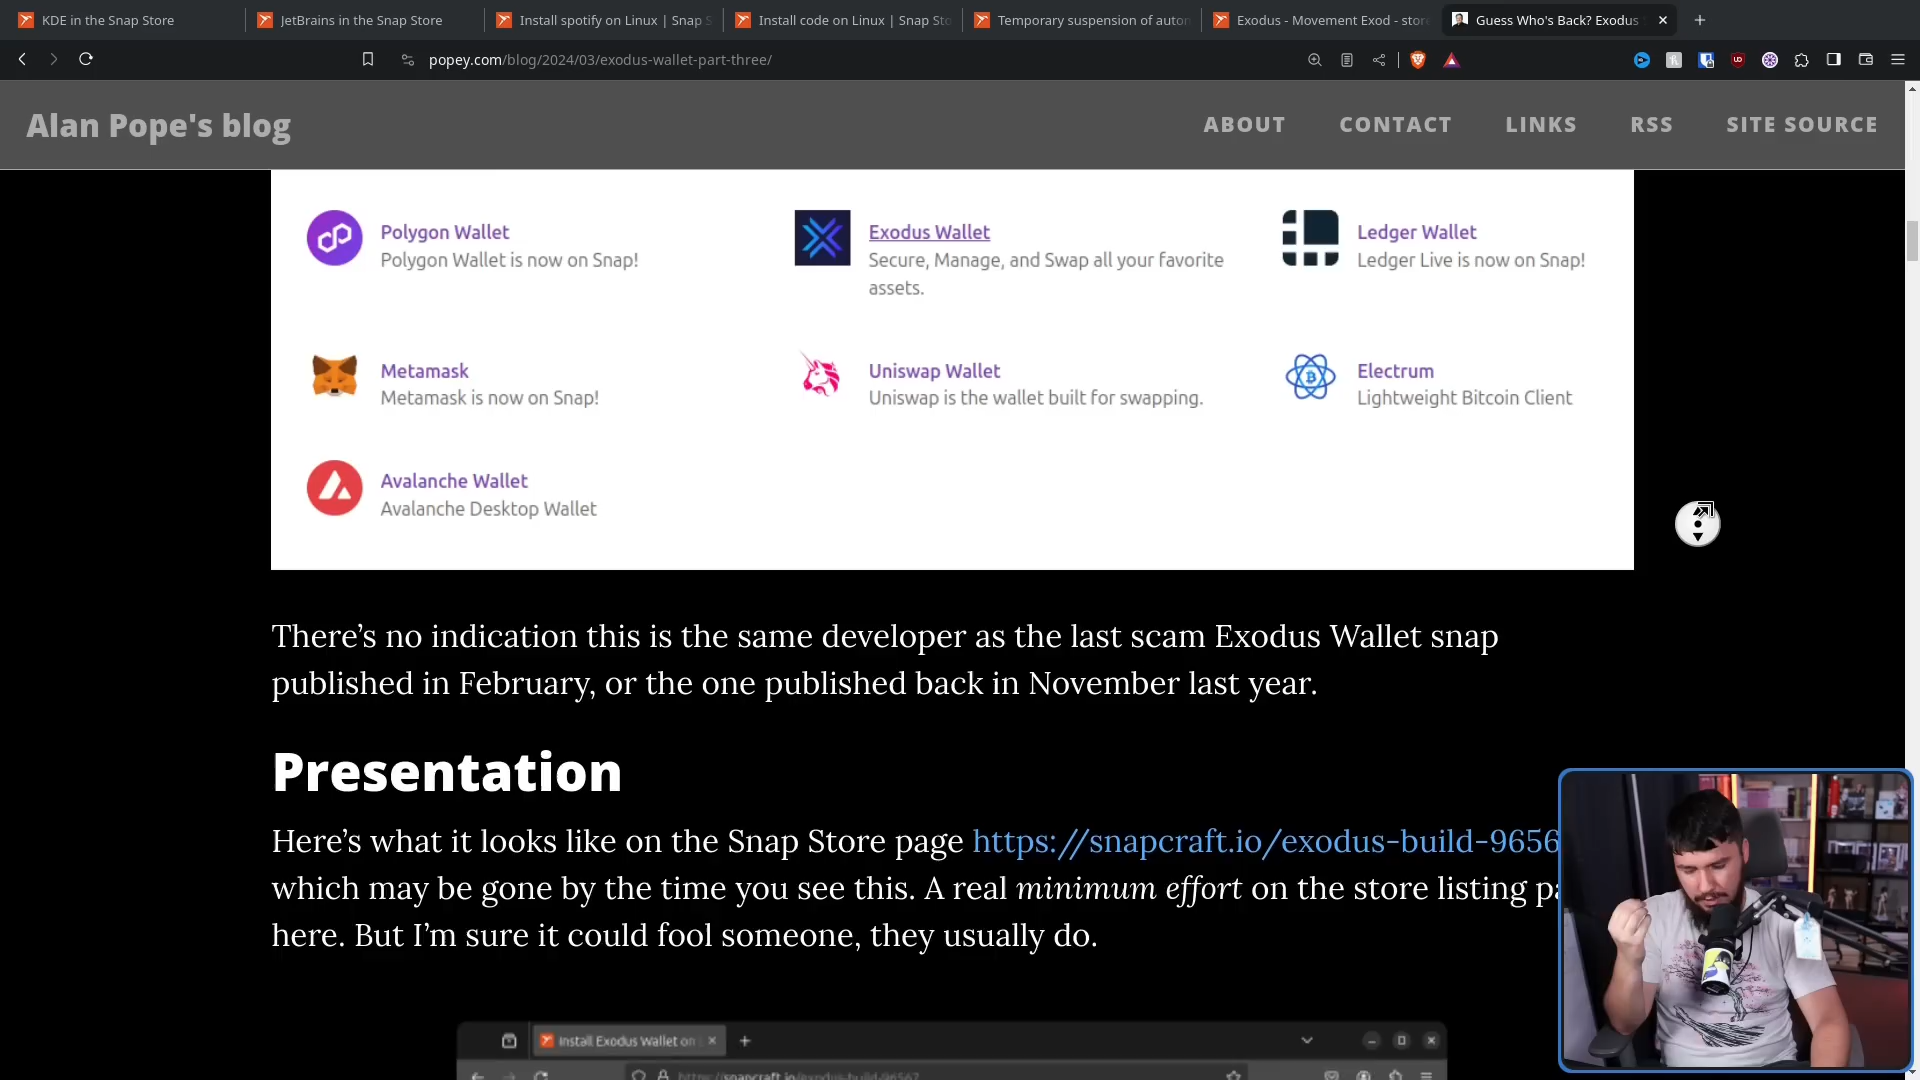 KDE in the Snap Store
JetBrains in the Snap Store
Install spotify on Linux | Snap S
Install code on Linux | Snap Sto
Temporary suspension of auton
Exodus - Movement Exod - store
Guess Who's Back? Exodus
popey.com/blog/2024/03/exodus-wallet-part-three/
Alan Pope's blog
ABOUT
CONTACT
LINKS
RSS
SITE SOURCE
Polygon Wallet
Polygon Wallet is now on Snap!
Exodus Wallet
Secure, Manage, and Swap all your favorite
assets.
Ledger Wallet
Ledger Live is now on Snap!
Metamask
Metamask is now on Snap!
Uniswap Wallet
Uniswap is the wallet built for swapping.
Electrum
Lightweight Bitcoin Client
Avalanche Wallet
Avalanche Desktop Wallet
There’s no indication this is the same developer as the last scam Exodus Wallet snap
published in February, or the one published back in November last year.
Presentation
Here’s what it looks like on the Snap Store page https://snapcraft.io/exodus-build-9656
which may be gone by the time you see this. A real minimum effort on the store listing pa
here. But I’m sure it could fool someone, they usually do.
Install Exodus Wallet on
https://snapcraft.io/exodus-build-96567